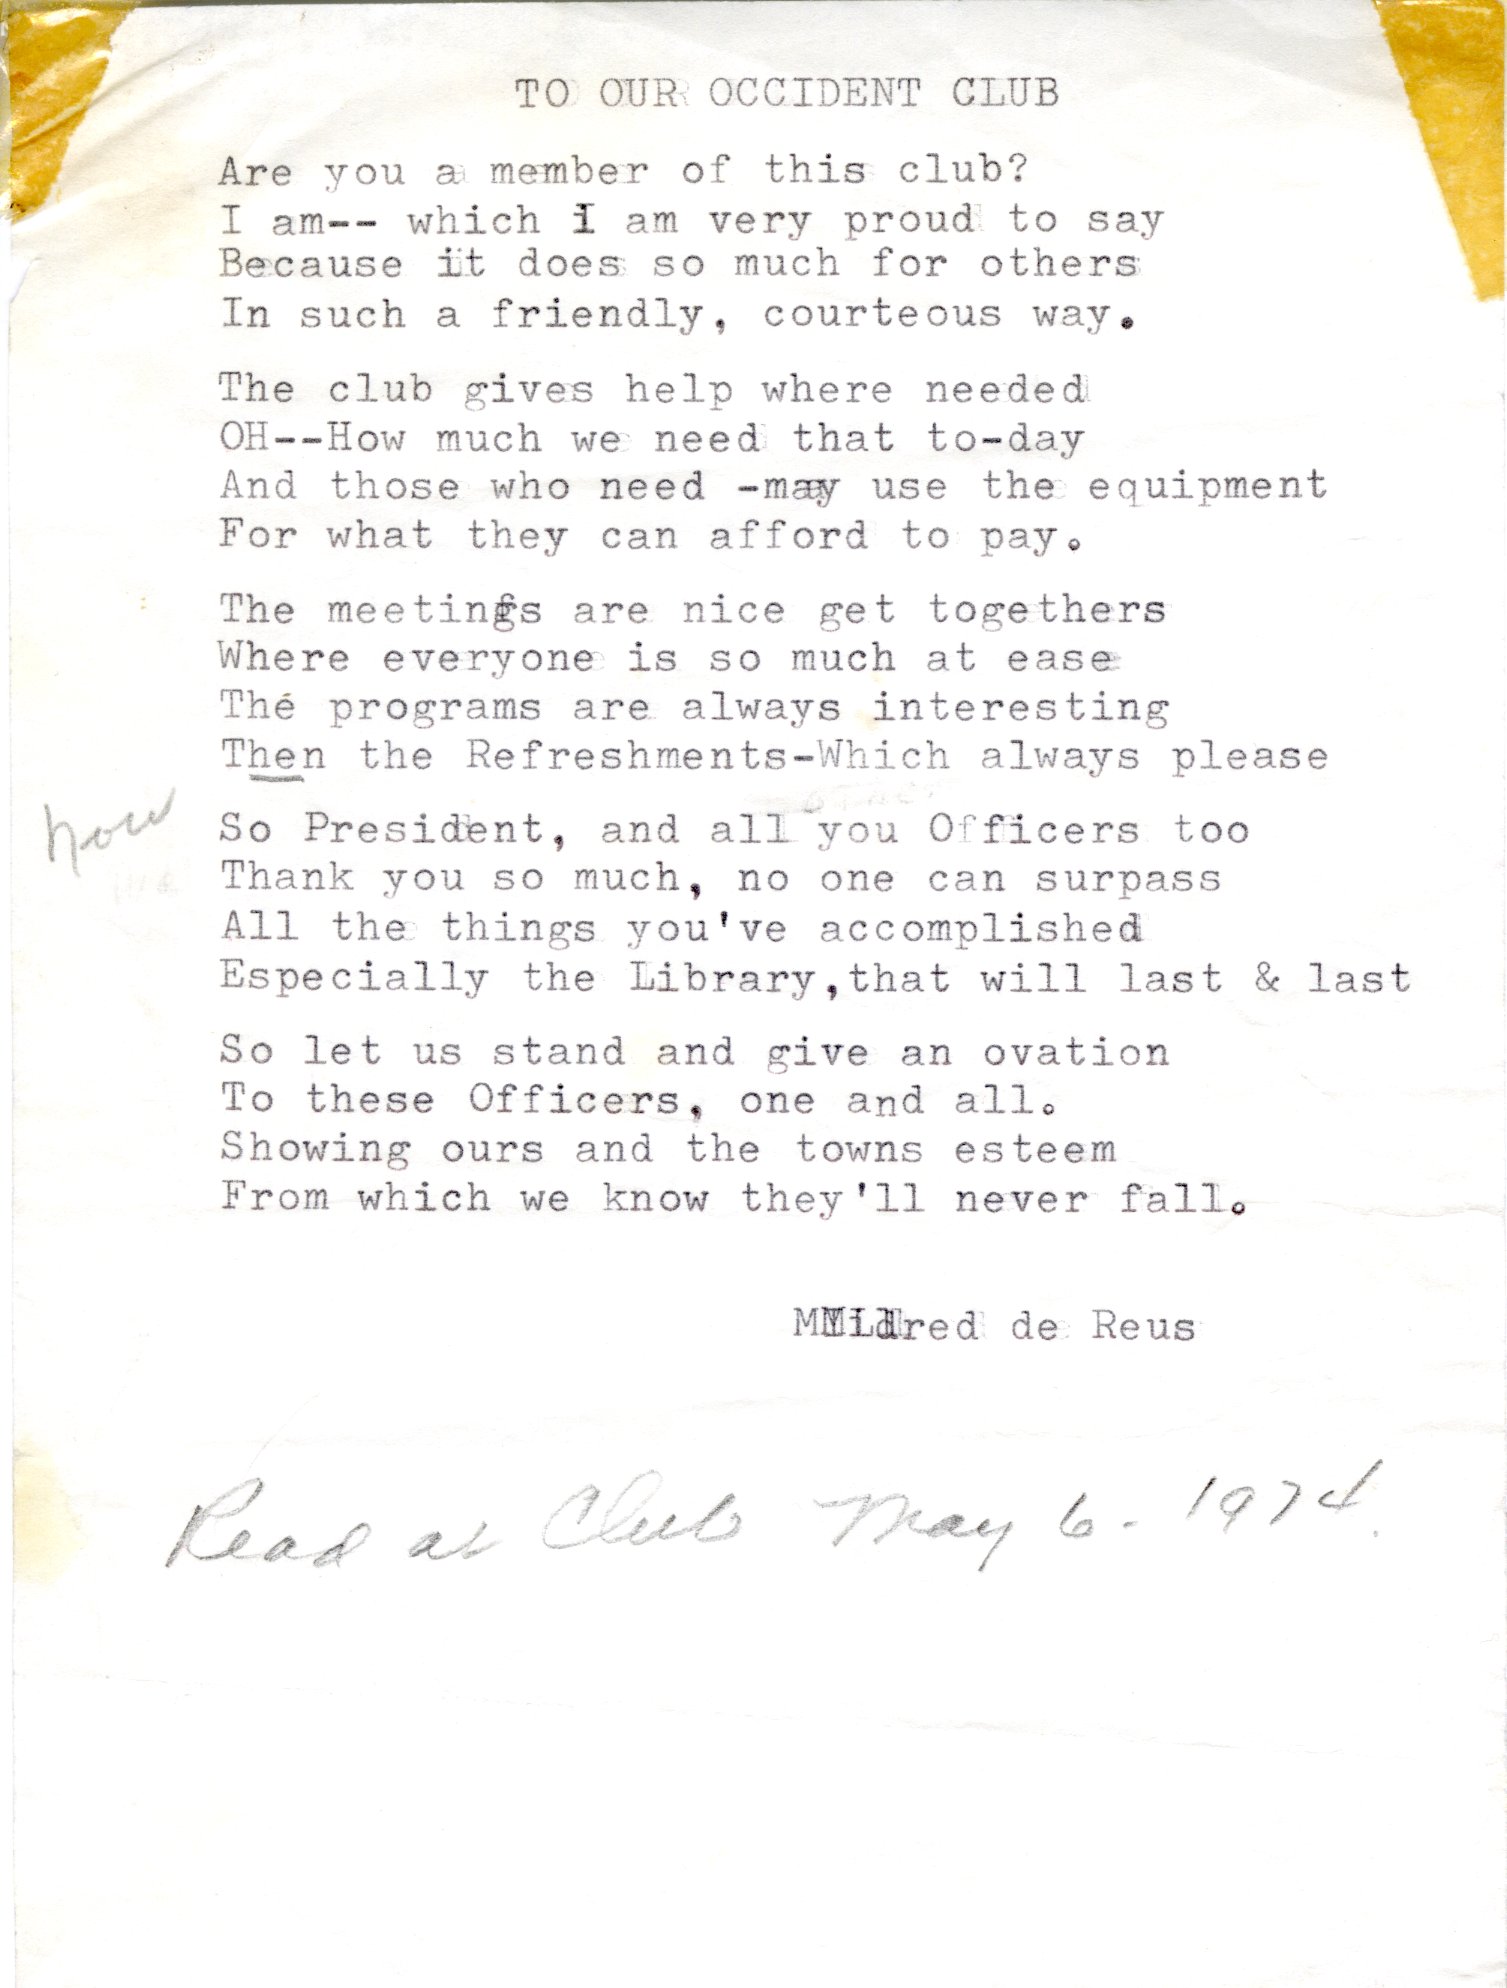 TO OUR OCCIDENT CLUB
Are you a member of this club?
I am-- which i am very proud to say
Because it does so much for others
In such a friendly, courteous way.
The club gives help where needed
OH--How much we need that to-day
And those who need -may use the equipment
For what they can afford to pay.
The meetings are nice get togethers
Where everyone is so much at ease
The programs are always interesting
Then the Refreshments-Which always please
now
So President, and all you Officers too
Thank you so much, no one can surpass
All the things you've accomplished
Especially the Library,that will last & last
So let us stand and give an ovation
To these Officers, one and all.
Showing ours and the towns esteem
From which we know they'll never fall.
Mildred de Reus
Read at Club May 6 - 1974.